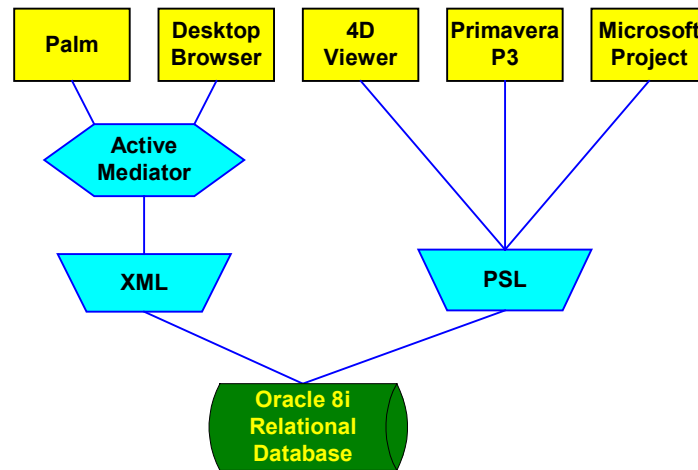 Palm
Desktop
Browser
4D
Viewer
Primavera
P3
Microsoft
Project
Active
Mediator
XML
PSL
Oracle 8i
Relational
Database